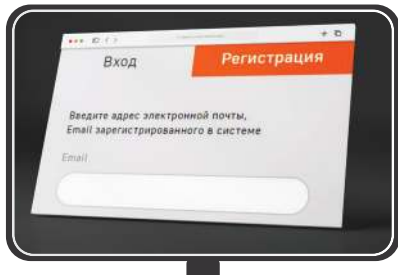 Вход
Регистрация
Введите адрес электронной почты,
Email зарегистрированного в системе
Email